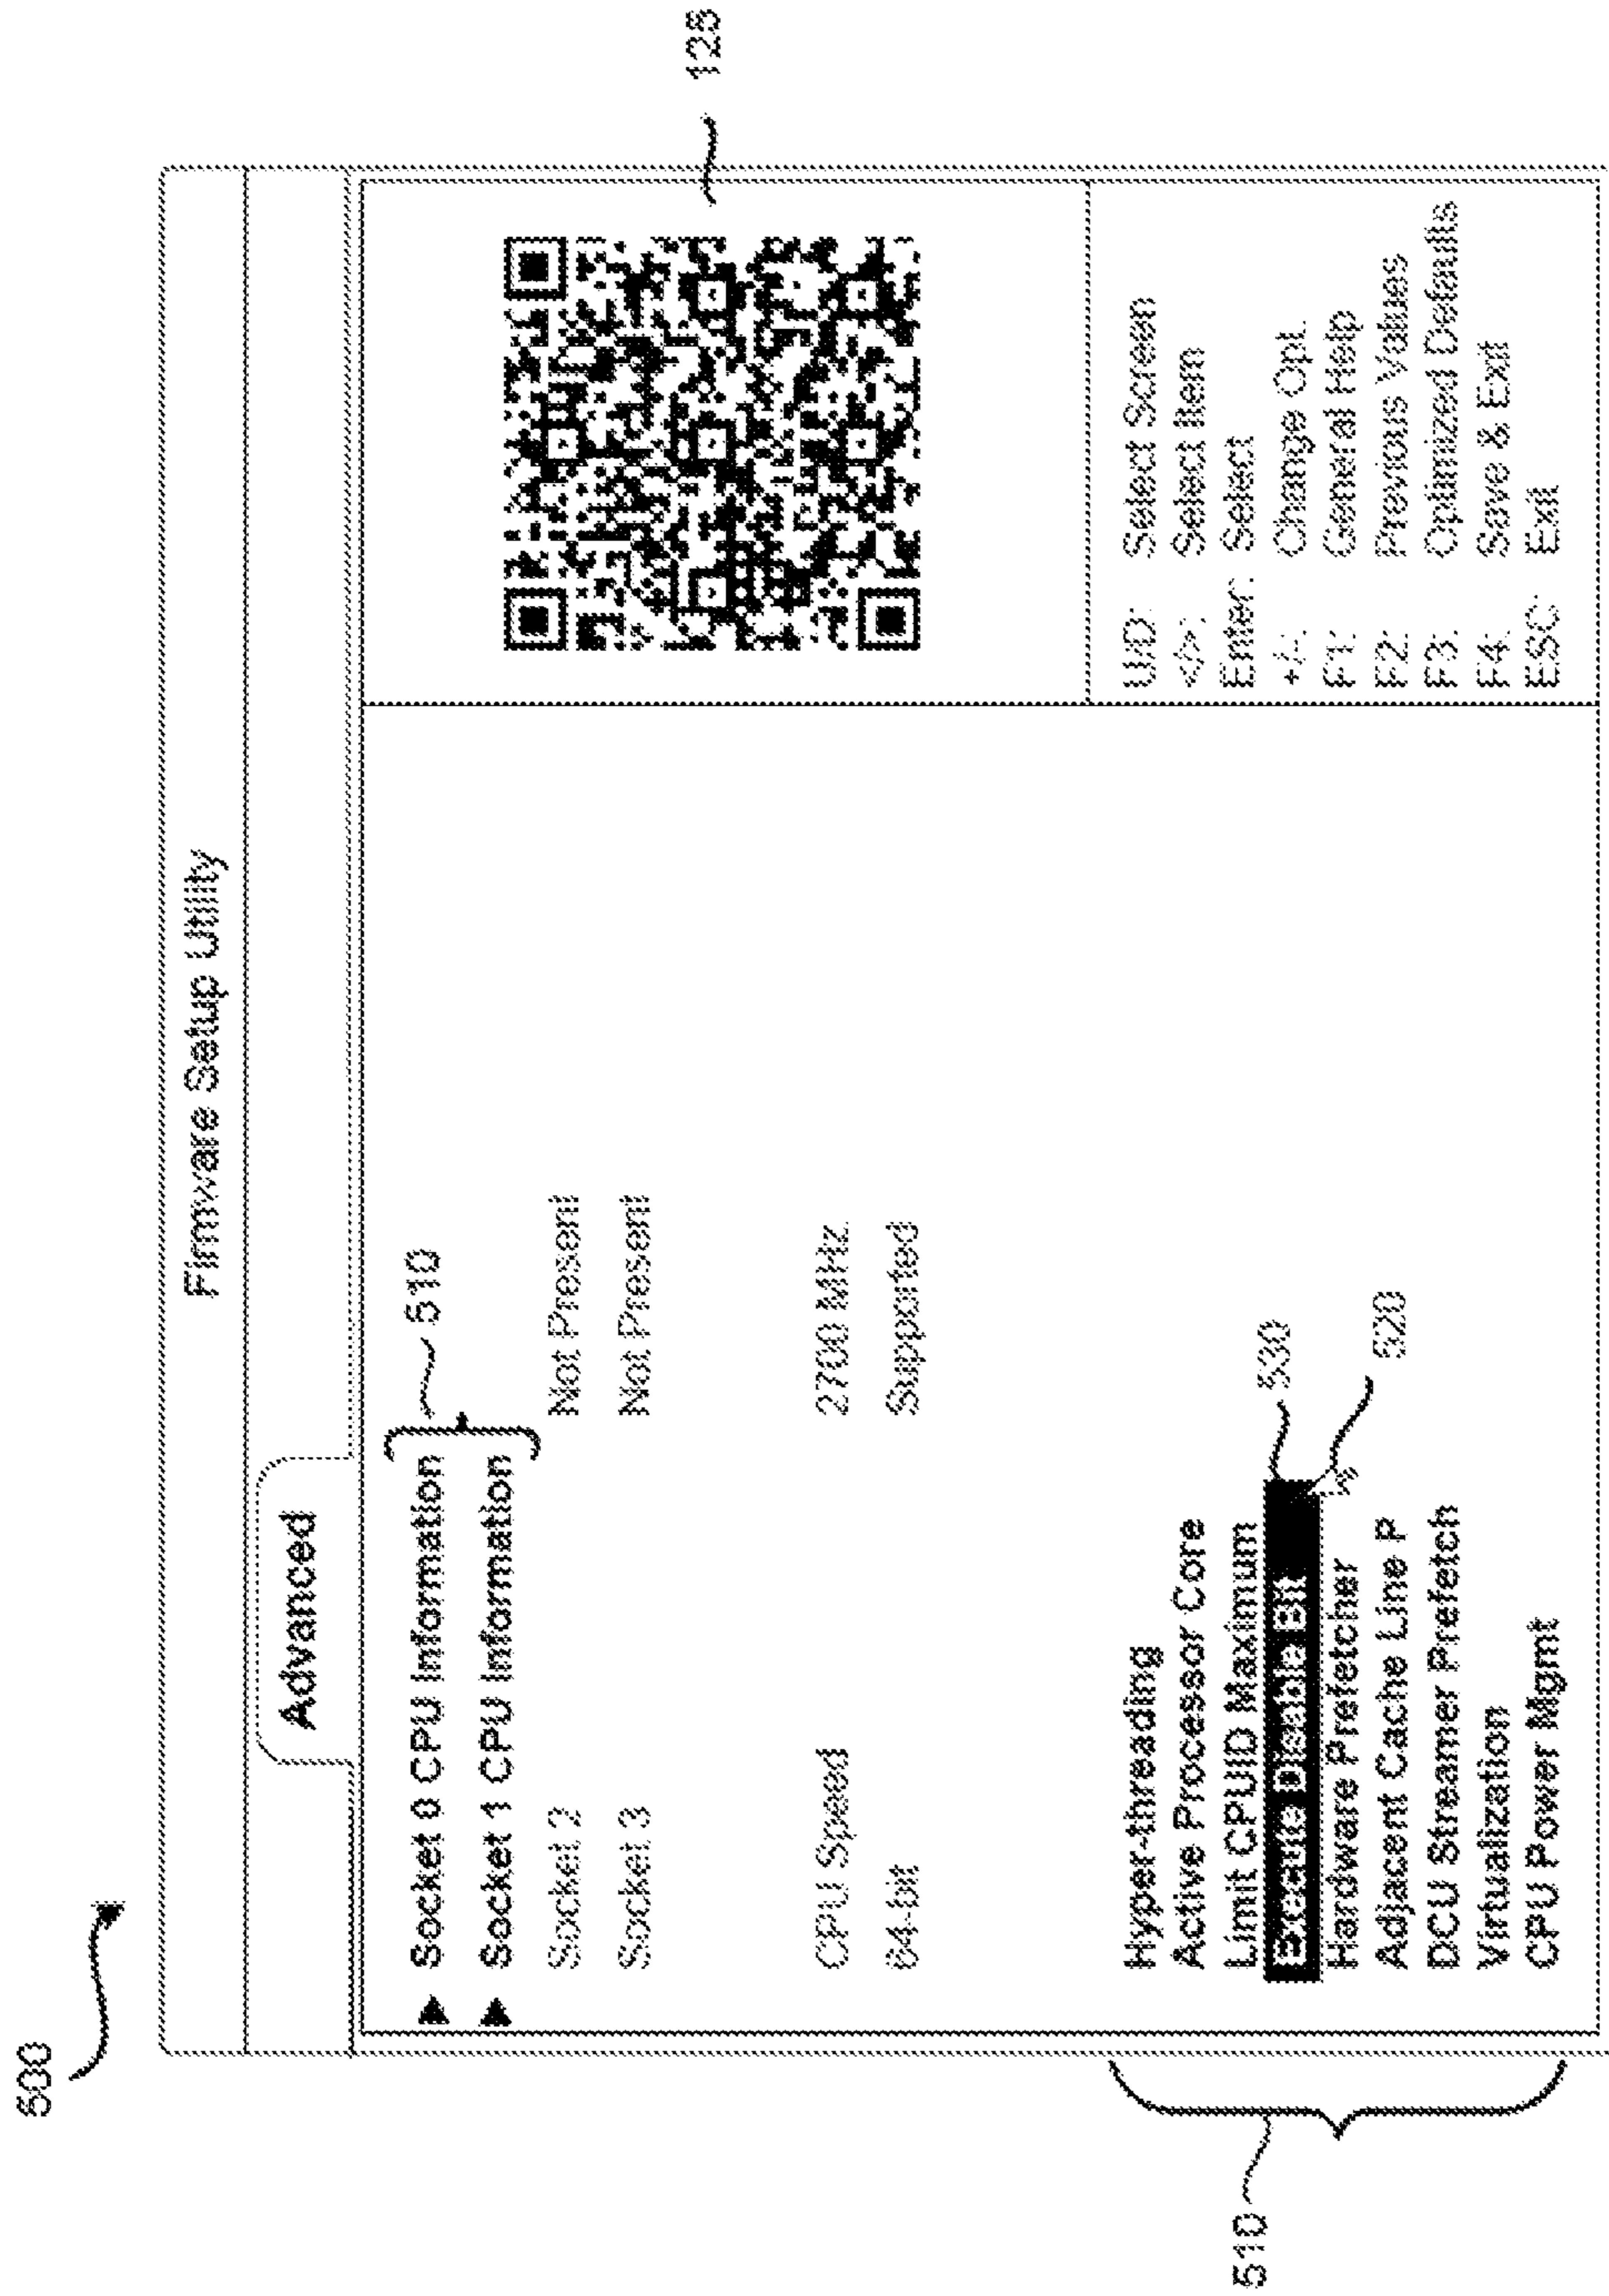 500
Firmware Setup Utility
Advanced
Socket 0 CPU Information
510
Socket 1 CPU Information
Socket 2 Not Present
Socket 3 Not Present
CPU Speed 2700 MHz
64-bit Supported
125
510
Hyper-threading
Active Processor Core
Limit CPUID Maximum
Execute Disable Bit
530
Hardware Prefetcher
520
Adjacent Cache Line P
DCU Streamer Prefetch
Virtualization
CPU Power Mgmt
U/D: Select Screen
</>: Select Item
Enter: Select
+/-: Change Opt.
F1: General Help
F2: Previous Values
F3: Optimized Defaults
F4: Save & Exit
ESC: Exit